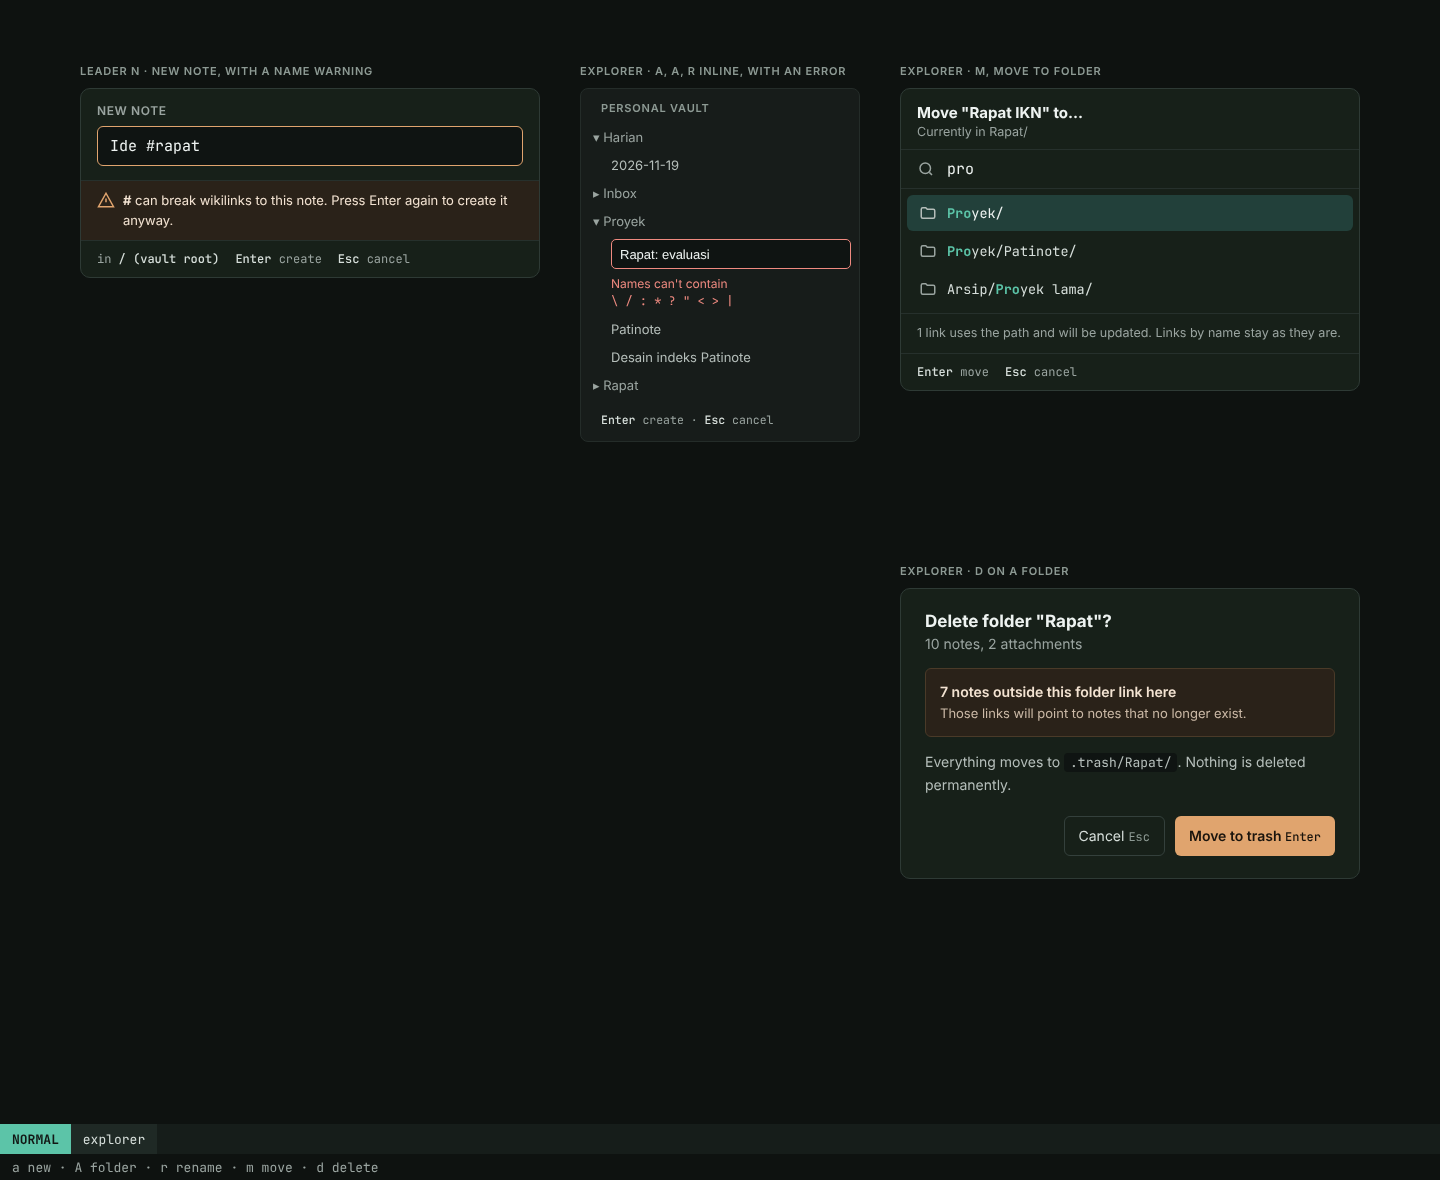 LEADER N · NEW NOTE, WITH A NAME WARNING
NEW NOTE
Ide #rapat
# can break wikilinks to this note. Press Enter again to create it
anyway.
in / (vault root) Enter create Esc cancel
EXPLORER · A, A, R INLINE, WITH AN ERROR
PERSONAL VAULT
▾ Harian
2026-11-19
▸ Inbox
▾ Proyek
Rapat: evaluasi
Names can't contain
\ / : * ? " < > |
Patinote
Desain indeks Patinote
▸ Rapat
Enter create · Esc cancel
EXPLORER · M, MOVE TO FOLDER
Move "Rapat IKN" to...
Currently in Rapat/
pro
Proyek/
Proyek/Patinote/
Arsip/Proyek lama/
1 link uses the path and will be updated. Links by name stay as they are.
Enter move Esc cancel
EXPLORER · D ON A FOLDER
Delete folder "Rapat"?
10 notes, 2 attachments
7 notes outside this folder link here
Those links will point to notes that no longer exist.
Everything moves to .trash/Rapat/ . Nothing is deleted
permanently.
Cancel Esc Move to trash Enter
NORMAL explorer
a new · A folder · r rename · m move · d delete